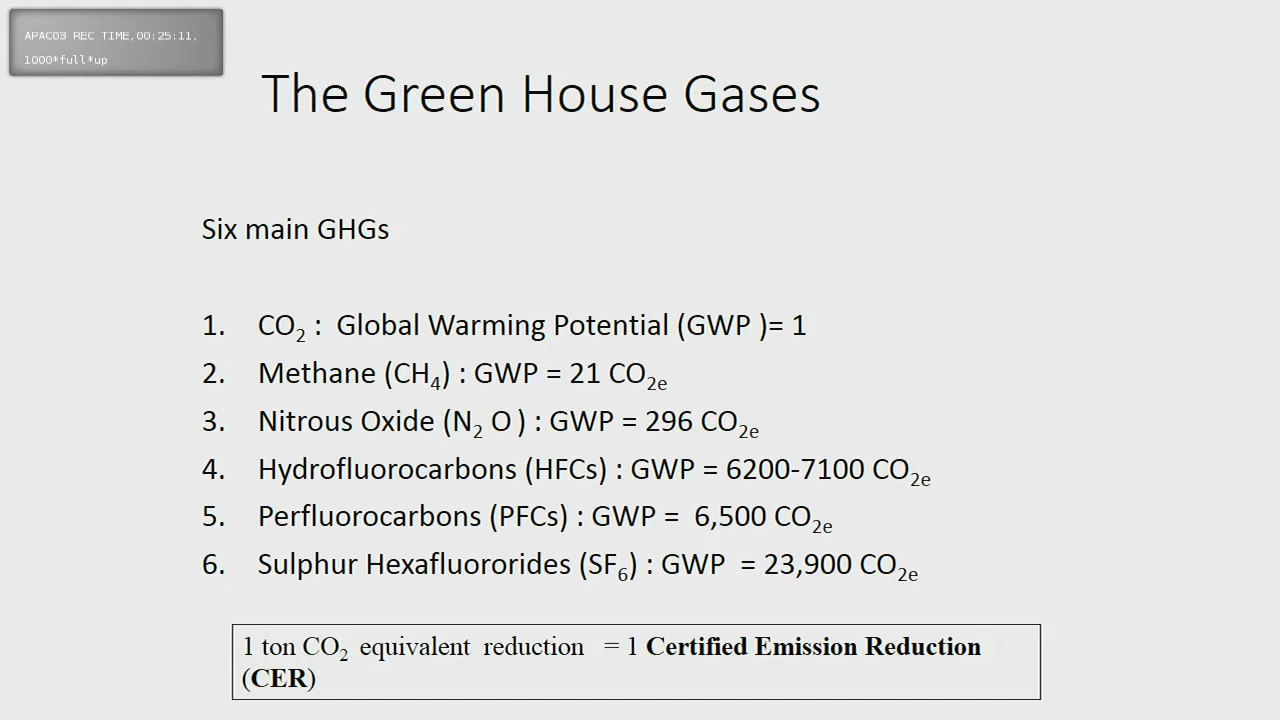 APAC03 REC TIME,00:25:11,
1000*full*up
The Green House Gases
Six main GHGs
1. CO2 : Global Warming Potential (GWP )= 1
2. Methane (CH4) : GWP = 21 CO2e
3. Nitrous Oxide (N2 O ) : GWP = 296 CO2e
4. Hydrofluorocarbons (HFCs) : GWP = 6200-7100 CO2e
5. Perfluorocarbons (PFCs) : GWP = 6,500 CO2e
6. Sulphur Hexafluororides (SF6) : GWP = 23,900 CO2e
1 ton CO2 equivalent reduction = 1 Certified Emission Reduction
(CER)